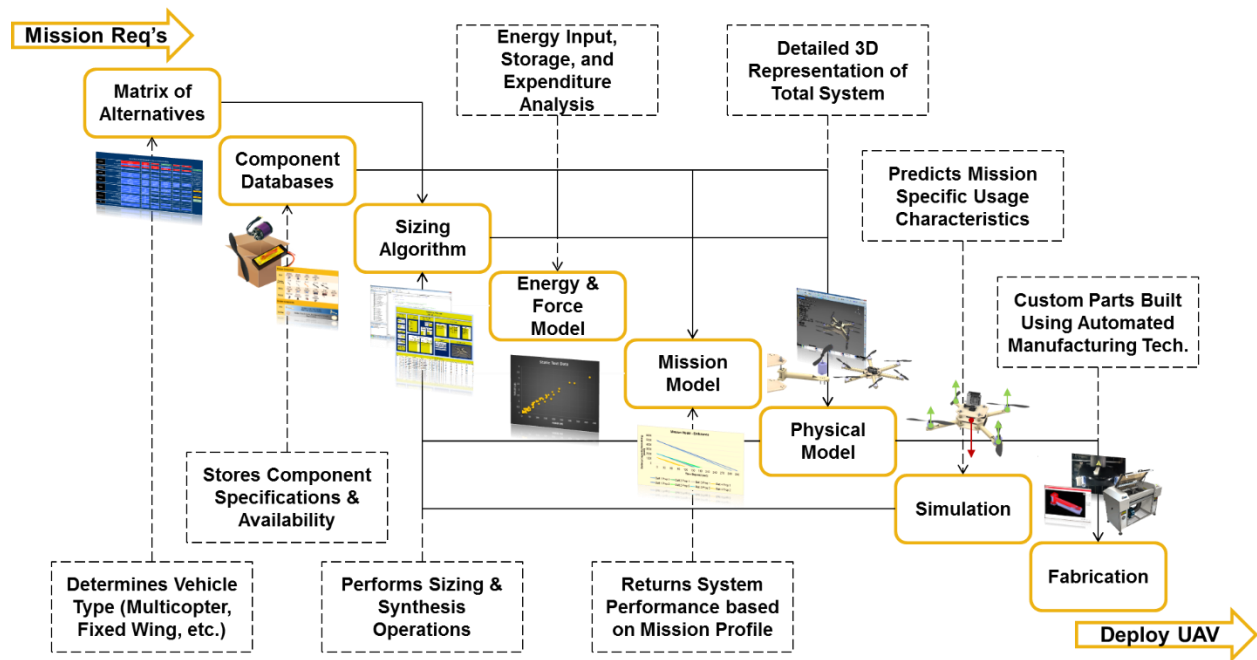 Mission Req's
Energy Input,
Storage, and
Expenditure
Analysis
Detailed 3D
Representation of
Total System
Matrix of
Alternatives
Component
Databases
Predicts Mission
Specific Usage
Characteristics
Sizing
Algorithm
Energy &
Force Model
Custom Parts Built
Using Automated
Manufacturing Tech.
Mission
Model
Physical
Model
Stores Component
Specifications &
Availability
Simulation
Fabrication
Determines Vehicle
Type (Multicopter,
Fixed Wing, etc.)
Performs Sizing &
Synthesis
Operations
Returns System
Performance based
on Mission Profile
Deploy UAV